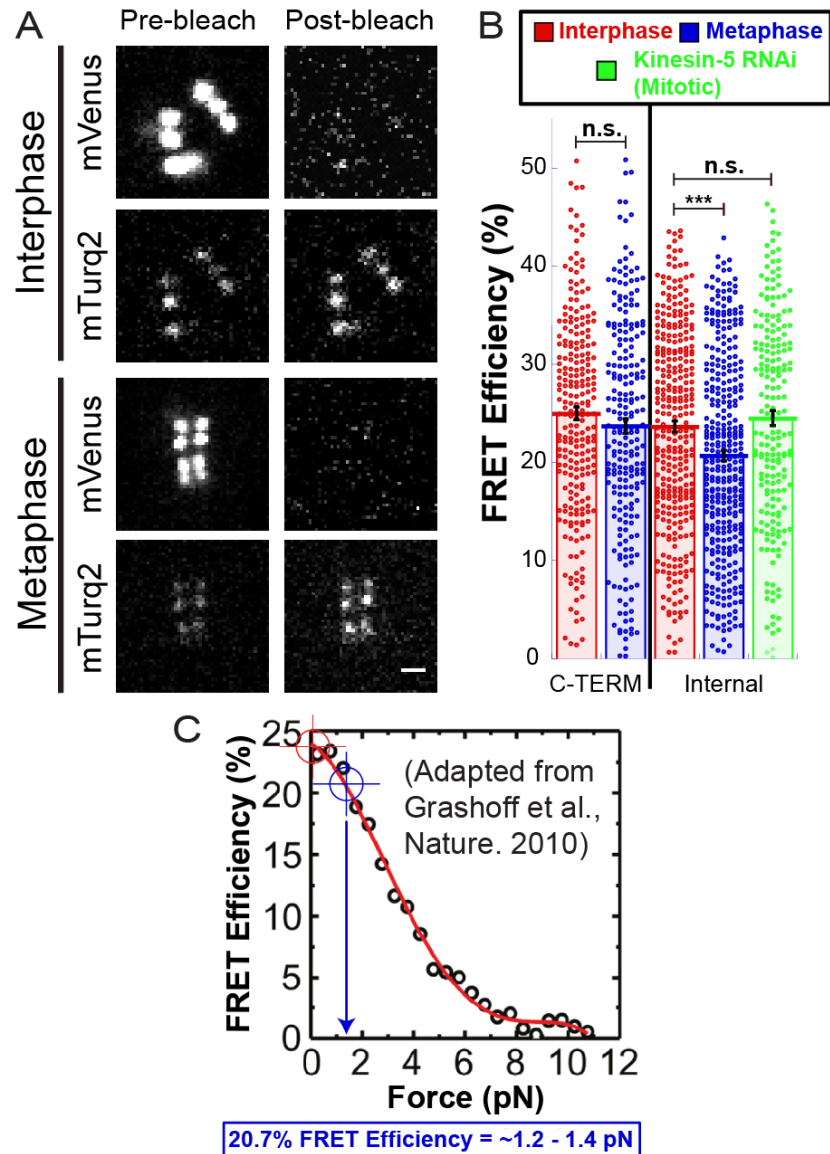 A
Pre-bleach Post-bleach
Interphase
mVenus
mTurq2
Metaphase
mVenus
mTurq2
B
Interphase Metaphase
Kinesin-5 RNAi
(Mitotic)
FRET Efficiency (%)
50
40
30
20
10
0
n.s.
n.s.
***
C-TERM Internal
C
FRET Efficiency (%)
25
20
15
10
5
0
(Adapted from
Grashoff et al.,
Nature. 2010)
0 2 4 6 8 10 12
Force (pN)
20.7% FRET Efficiency = ~1.2 - 1.4 pN